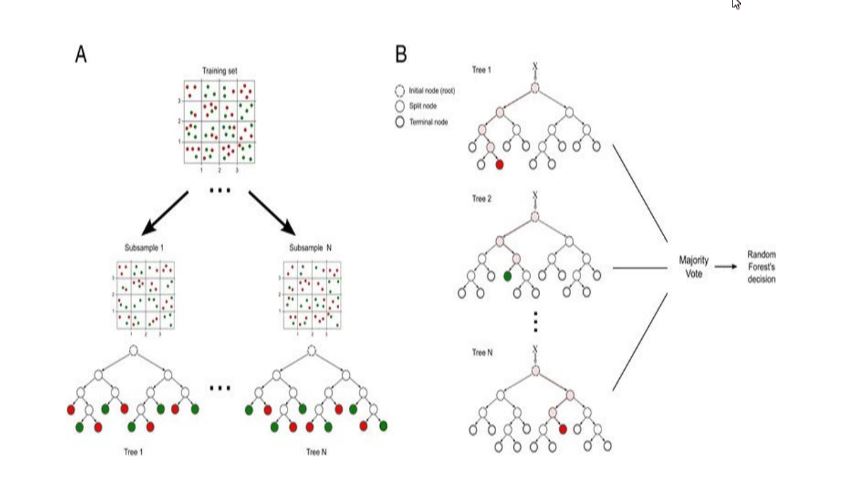 A
Training set
3
2
1
1 2 3
...
Subsample 1
Subsample N
...
Tree 1
Tree N
B
Initial node (root)
Split node
Terminal node
Tree 1
X
Tree 2
X
Tree N
X
Majority
Vote
Random
Forest's
decision